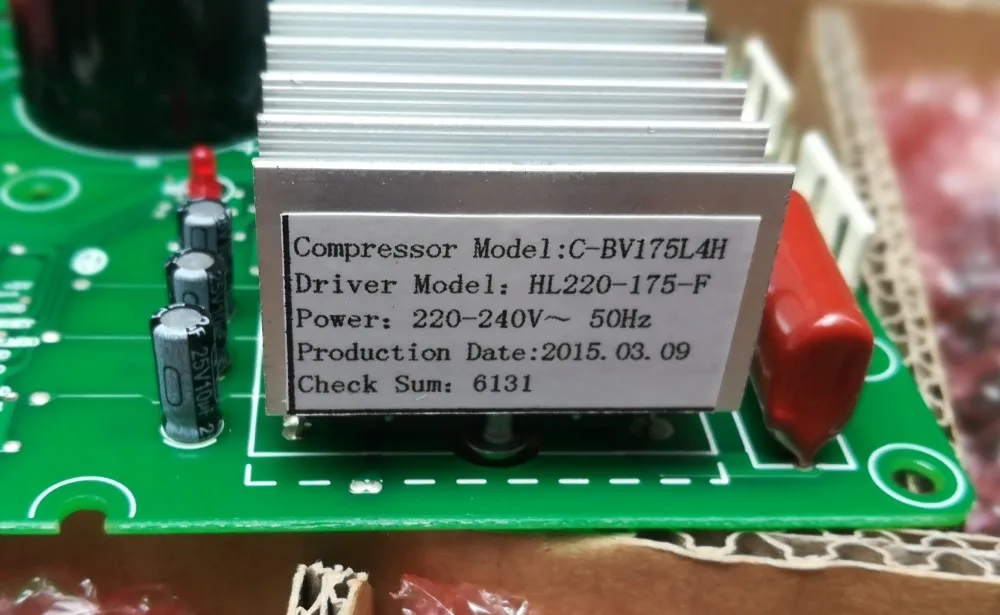 Compressor Model:C-BV175L4H
Driver Model: HL220-175-F
Power: 220-240V~ 50Hz
Production Date:2015.03.09
Check Sum: 6131
25V10μF